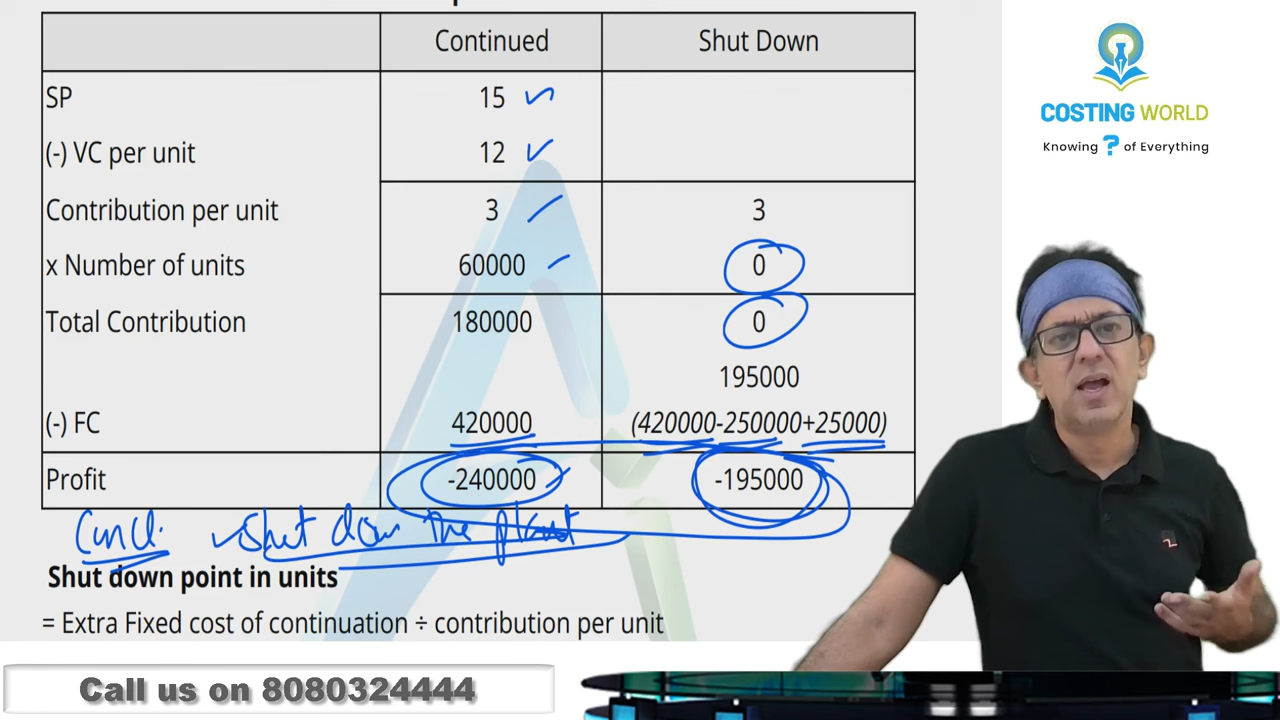 Continued Shut Down
SP 15
(-) VC per unit 12
Contribution per unit 3 3
x Number of units 60000 0
Total Contribution 180000 0
195000
(-) FC 420000 (420000-250000+25000)
Profit -240000 -195000
Concl. Shut down the plant
Shut down point in units
= Extra Fixed cost of continuation ÷ contribution per unit
COSTING WORLD
Knowing ? of Everything
Call us on 8080324444